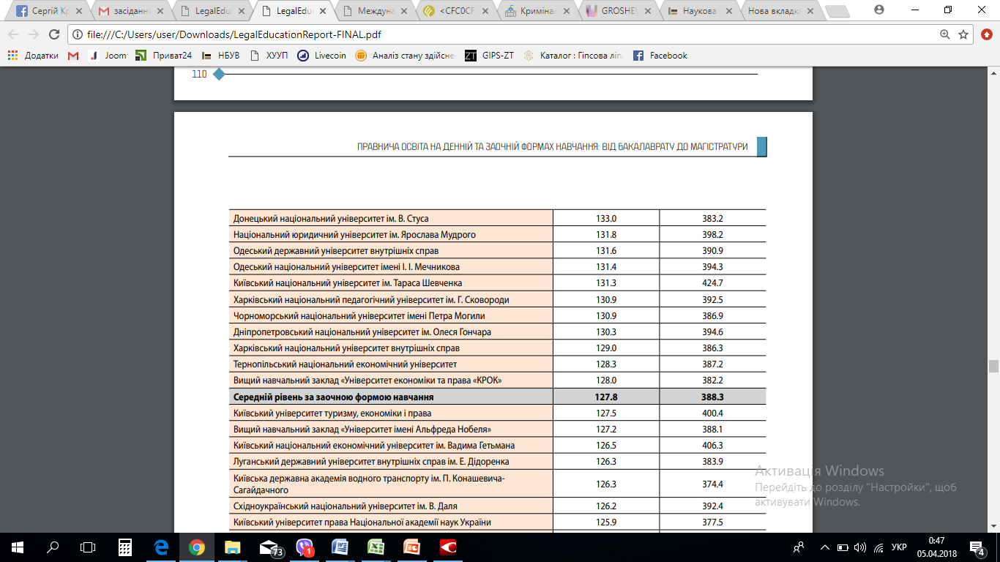 Сергій Кр
засідання
LegalEdu
LegalEdu
Междуна
<CFC0CF
Криміна
GROSHEV
Наукова
Нова вкладка
file:///C:/Users/user/Downloads/LegalEducationReport-FINAL.pdf
Додатки
Joom
Приват24
НБУВ
ХУУП
Livecoin
Аналіз стану здійсне
GIPS-ZT
Каталог : Гіпсова ліп
Facebook
110
ПРАВНИЧА ОСВІТА НА ДЕННІЙ ТА ЗАОЧНІЙ ФОРМАХ НАВЧАННЯ: ВІД БАКАЛАВРАТУ ДО МАГІСТРАТУРИ
Донецький національний університет ім. В. Стуса 133.0 383.2
Національний юридичний університет ім. Ярослава Мудрого 131.8 398.2
Одеський державний університет внутрішніх справ 131.6 390.9
Одеський національний університет імені І. І. Мечникова 131.4 394.3
Київський національний університет ім. Тараса Шевченка 131.3 424.7
Харківський національний педагогічний університет ім. Г. Сковороди 130.9 392.5
Чорноморський національний університет імені Петра Могили 130.9 386.9
Дніпропетровський національний університет ім. Олеся Гончара 130.3 394.6
Харківський національний університет внутрішніх справ 129.0 386.3
Тернопільський національний економічний університет 128.3 387.2
Вищий навчальний заклад «Університет економіки та права «КРОК» 128.0 382.2
Середній рівень за заочною формою навчання 127.8 388.3
Київський університет туризму, економіки і права 127.5 400.4
Вищий навчальний заклад «Університет імені Альфреда Нобеля» 127.2 388.1
Київський національний економічний університет ім. Вадима Гетьмана 126.5 406.3
Луганський державний університет внутрішніх справ ім. Е. Дідоренка 126.3 383.9
Київська державна академія водного транспорту ім. П. Конашевича-
Сагайдачного 126.3 374.4
Східноукраїнський національний університет ім. В. Даля 126.2 392.4
Київський університет права Національної академії наук України 125.9 377.5
Активація Windows
Перейдіть до розділу "Настройки", щоб
активувати Windows.
73
1
УКР
0:47
05.04.2018
4